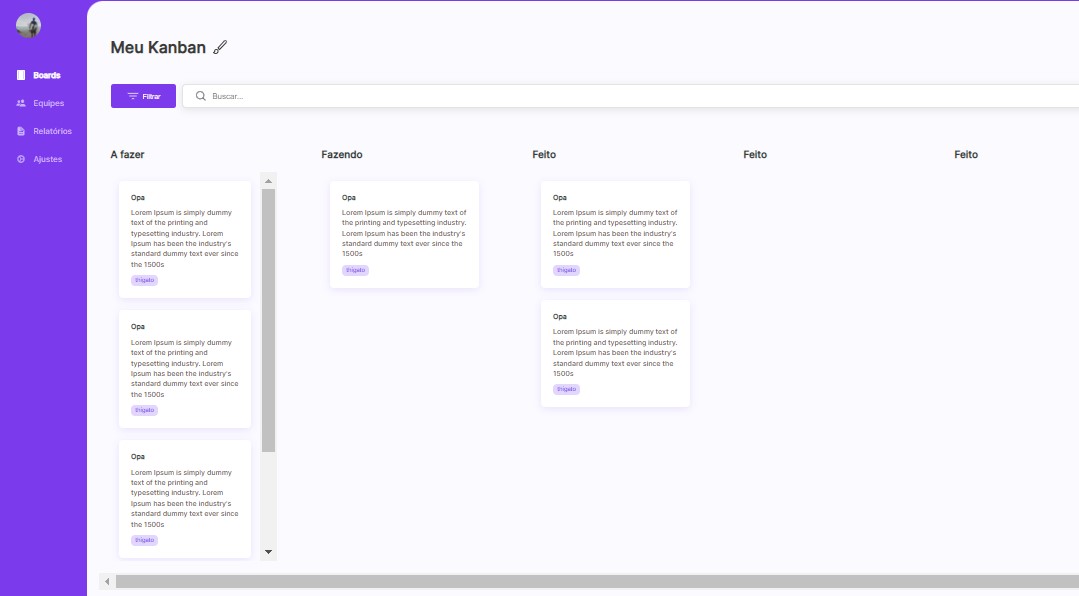 Meu Kanban
Boards
Equipes
Relatórios
Ajustes
Filtrar
Buscar...
A fazer
Opa
Lorem Ipsum is simply dummy
text of the printing and
typesetting industry. Lorem
Ipsum has been the industry's
standard dummy text ever since
the 1500s
Opa
Lorem Ipsum is simply dummy
text of the printing and
typesetting industry. Lorem
Ipsum has been the industry's
standard dummy text ever since
the 1500s
Opa
Lorem Ipsum is simply dummy
text of the printing and
typesetting industry. Lorem
Ipsum has been the industry's
standard dummy text ever since
the 1500s
Fazendo
Opa
Lorem Ipsum is simply dummy text of
the printing and typesetting industry.
Lorem Ipsum has been the industry's
standard dummy text ever since the
1500s
Feito
Opa
Lorem Ipsum is simply dummy text of
the printing and typesetting industry.
Lorem Ipsum has been the industry's
standard dummy text ever since the
1500s
Opa
Lorem Ipsum is simply dummy text of
the printing and typesetting industry.
Lorem Ipsum has been the industry's
standard dummy text ever since the
1500s
Feito
Feito